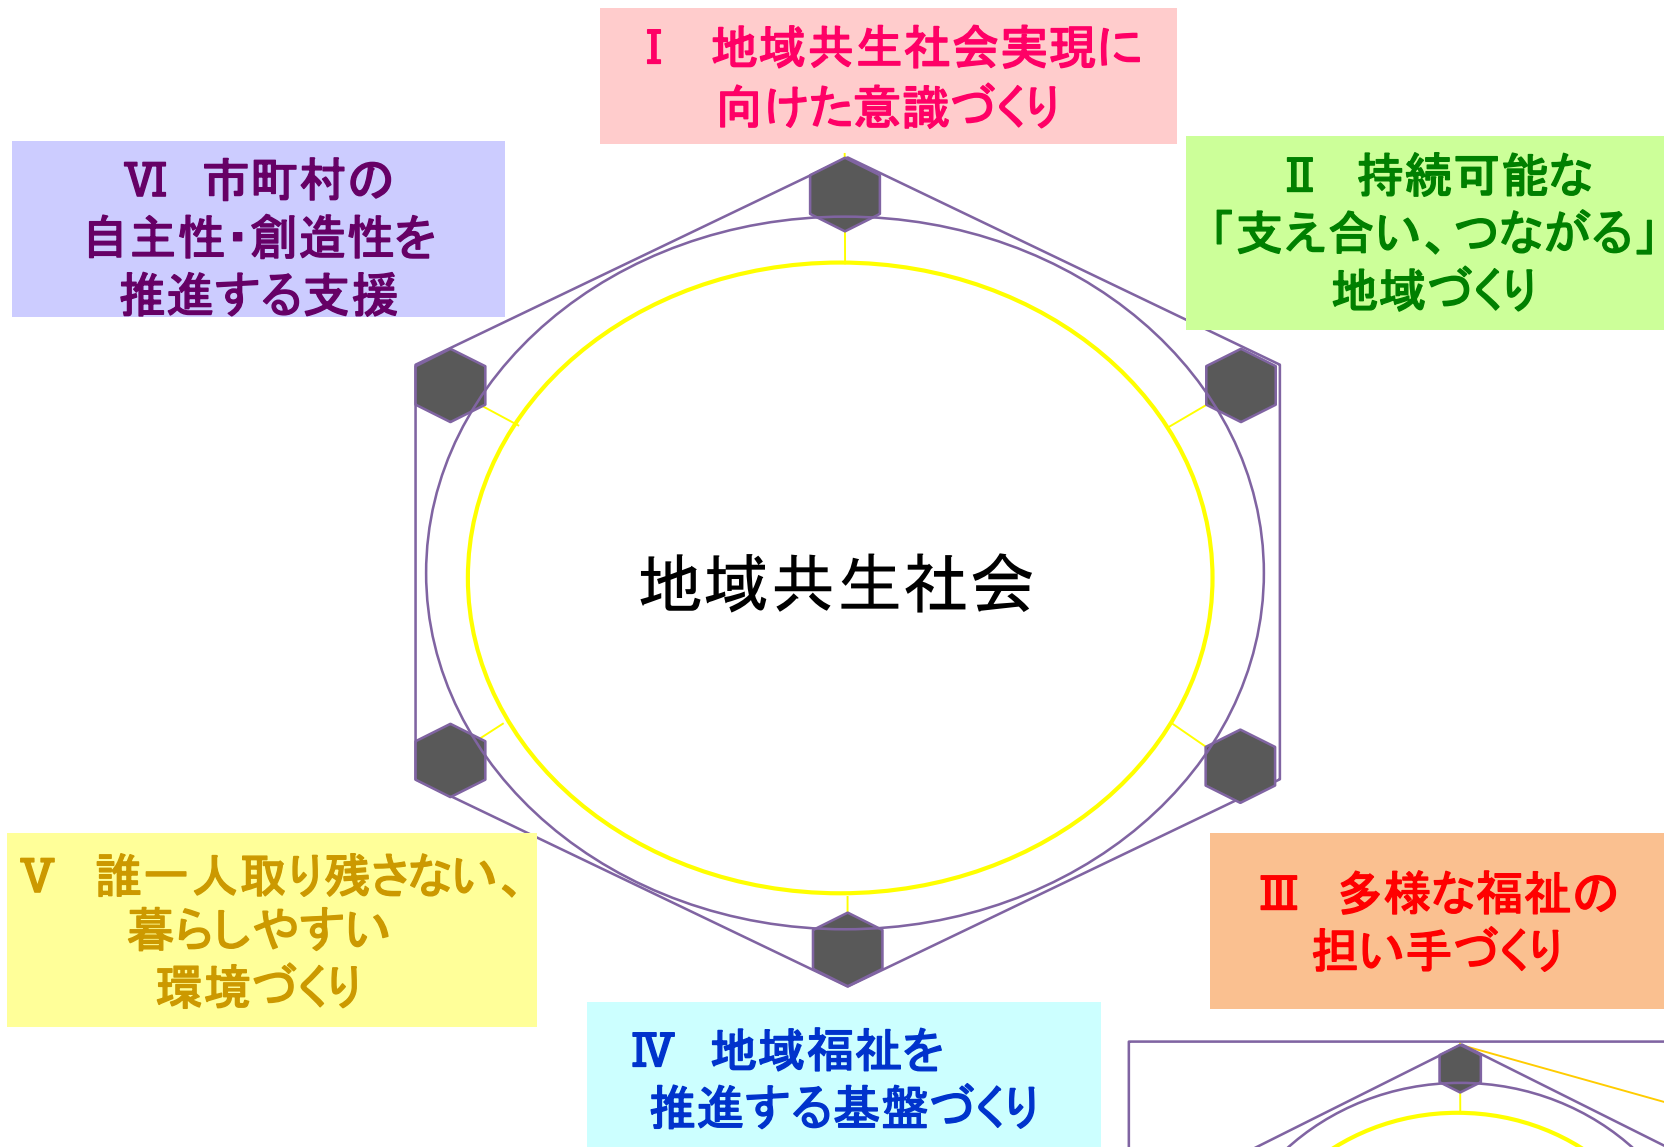 Ⅰ　地域共生社会実現に
向けた意識づくり
Ⅱ　持続可能な
「支え合い、つながる」
地域づくり
Ⅵ　市町村の
自主性・創造性を
推進する支援
地域共生社会
Ⅴ　誰一人取り残さない、
暮らしやすい
環境づくり
Ⅲ　多様な福祉の
担い手づくり
Ⅳ　地域福祉を
推進する基盤づくり